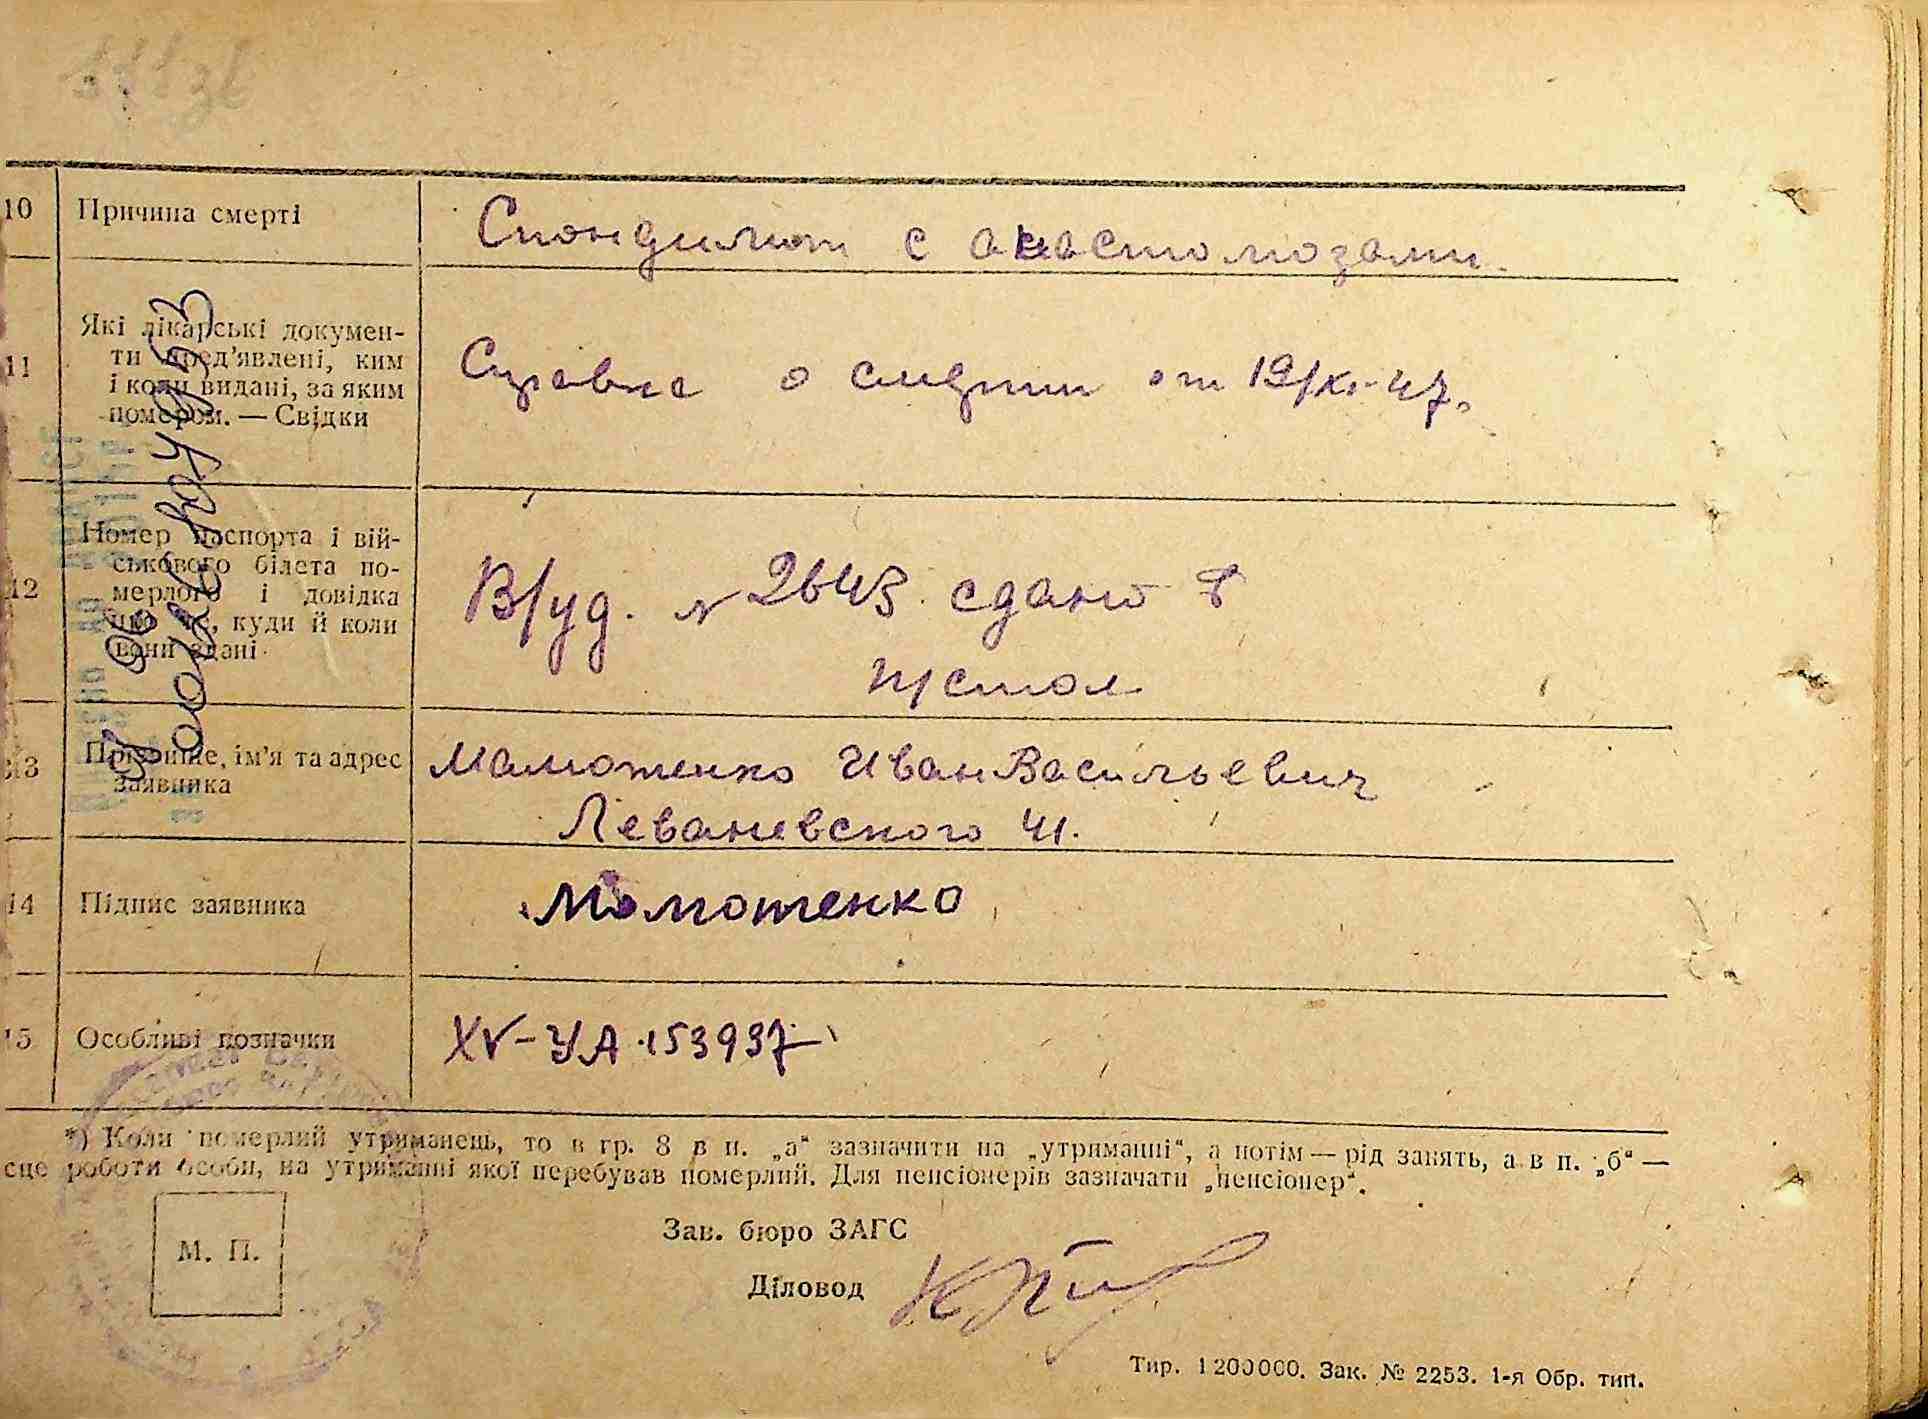 10 Причина смерті
Спондилит с анастомозами.
11 Які лікарські докумен-
ти пред'явлені, ким
і коли видані, за яким
помером. — Свідки
Справка о смерти от 19/XI-47.
12 Номер паспорта і вій-
ськового білета по-
мерлого і довідка
про те, куди й коли
вони здані
В/уд. № 2643 сдано в
п/стол
13 Прізвище, ім'я та адрес
заявника
Мамотенко Иван Васильевич
Леваневского 41.
14 Підпис заявника
Мамотенко
15 Особливі позначки
XV-УА 153937
*) Коли померлий утриманець, то в гр. 8 в п. „а“ зазначити на „утриманні“, а потім — рід занять, а в п. „б“ —
сце роботи особи, на утриманні якої перебував померлий. Для пенсіонерів зазначати „пенсіонер“.
М. П.
Зав. бюро ЗАГС
Діловод
Тир. 1200000. Зак. № 2253. 1-я Обр. тип.